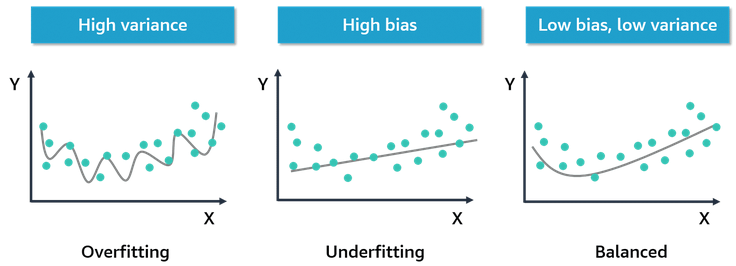 High variance
High bias
Low bias, low variance
Y
Y
Y
X
X
X
Overfitting
Underfitting
Balanced